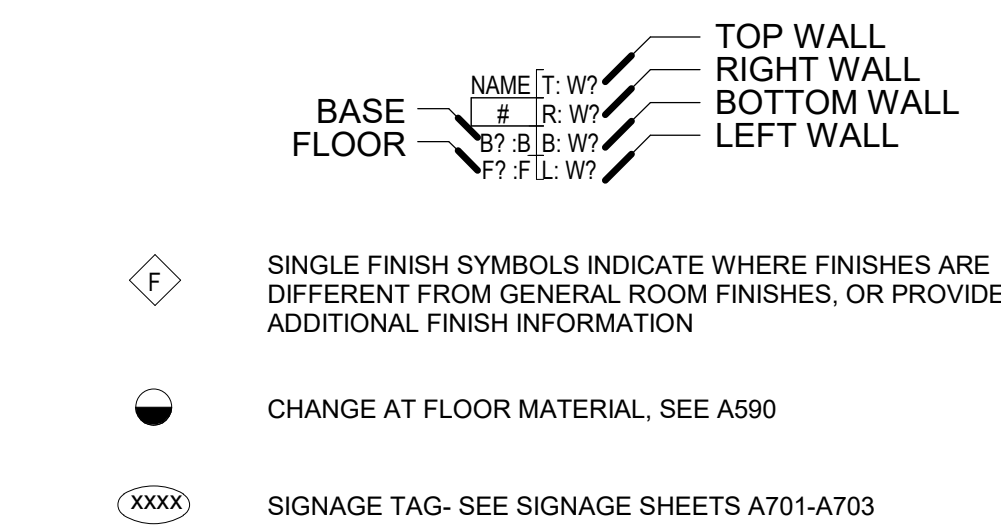 TOP WALL
NAME T: W? RIGHT WALL
BASE # R: W? BOTTOM WALL
FLOOR B? :B B: W? LEFT WALL
F? :F L: W?
F SINGLE FINISH SYMBOLS INDICATE WHERE FINISHES ARE
DIFFERENT FROM GENERAL ROOM FINISHES, OR PROVIDE
ADDITIONAL FINISH INFORMATION
CHANGE AT FLOOR MATERIAL, SEE A590
XXXX SIGNAGE TAG- SEE SIGNAGE SHEETS A701-A703